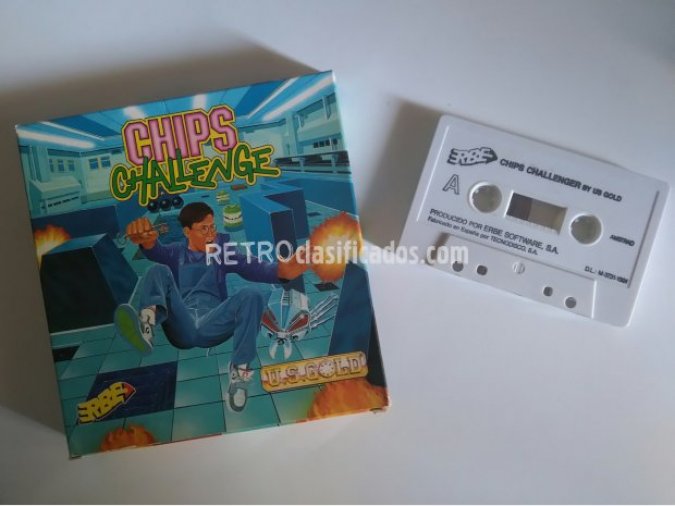 CHIPS
CHALLENGE
RETROclasificados.com
U.S.GOLD
ERBE
ERBE CHIPS CHALLENGER BY US GOLD
A
PRODUCIDO POR ERBE SOFTWARE, S.A.
Fabricado en España por TECNODISCO, S.A.
AMSTRAD